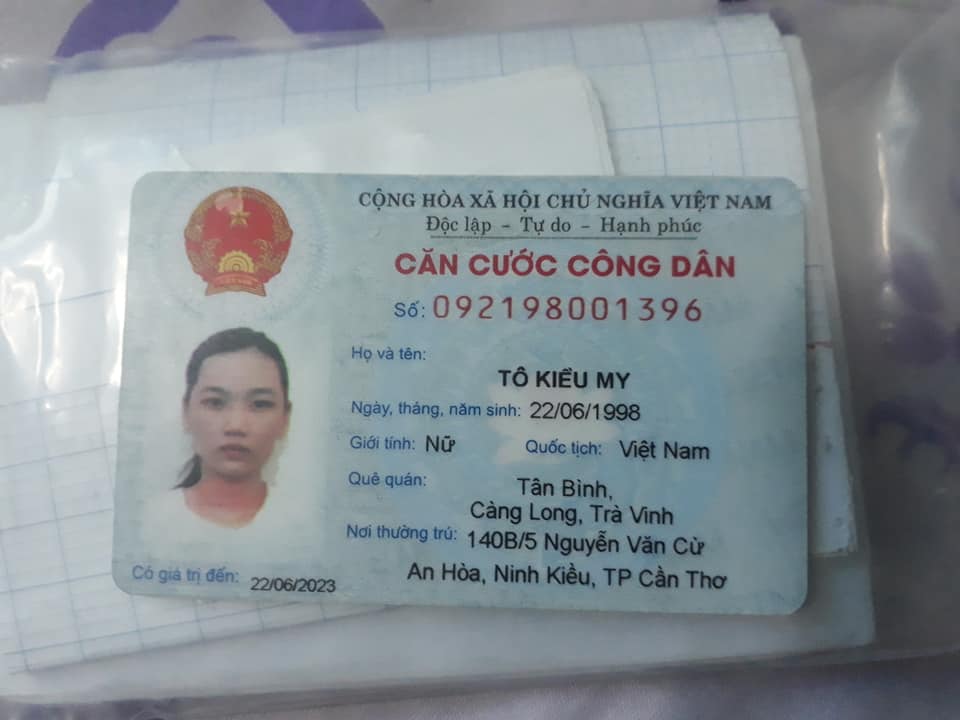 CỘNG HÒA XÃ HỘI CHỦ NGHĨA VIỆT NAM
Độc lập - Tự do - Hạnh phúc
CĂN CƯỚC CÔNG DÂN
Số: 092198001396
Họ và tên:
TÔ KIỀU MY
Ngày, tháng, năm sinh: 22/06/1998
Giới tính: Nữ Quốc tịch: Việt Nam
Quê quán: Tân Bình,
Càng Long, Trà Vinh
Nơi thường trú: 140B/5 Nguyễn Văn Cừ
An Hòa, Ninh Kiều, TP Cần Thơ
Có giá trị đến: 22/06/2023